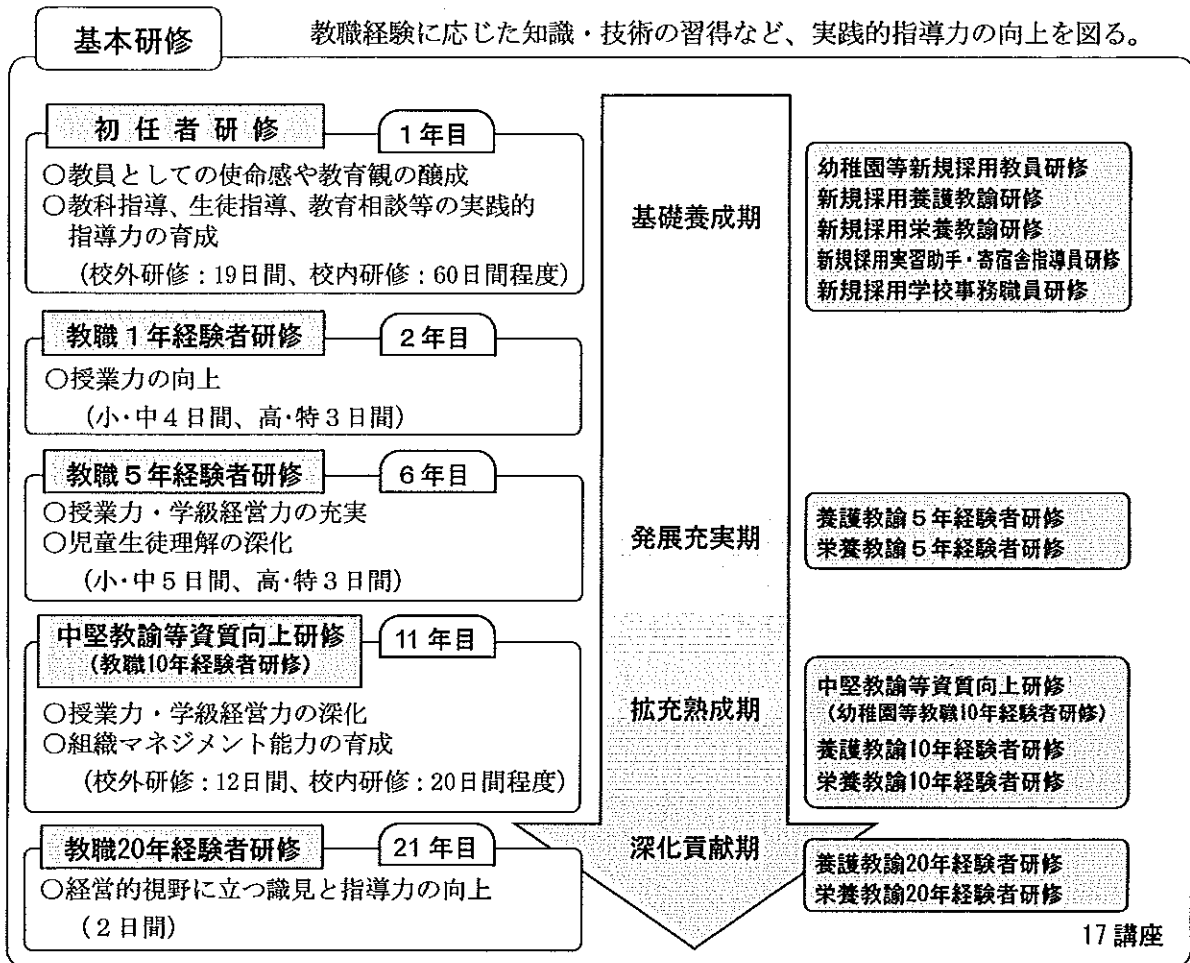 基本研修
教職経験に応じた知識・技術の習得など、実践的指導力の向上を図る。
初任者研修
1年目
○教員としての使命感や教育観の醸成
○教科指導、生徒指導、教育相談等の実践的
指導力の育成
(校外研修:19日間、校内研修:60日間程度)
教職1年経験者研修
2年目
○授業力の向上
(小・中4日間、高・特3日間)
教職5年経験者研修
6年目
○授業力・学級経営力の充実
○児童生徒理解の深化
(小・中5日間、高・特3日間)
中堅教諭等資質向上研修
(教職10年経験者研修)
11年目
○授業力・学級経営力の深化
○組織マネジメント能力の育成
(校外研修:12日間、校内研修:20日間程度)
教職20年経験者研修
21年目
○経営的視野に立つ識見と指導力の向上
(2日間)
基礎養成期
発展充実期
拡充熟成期
深化貢献期
幼稚園等新規採用教員研修
新規採用養護教諭研修
新規採用栄養教諭研修
新規採用実習助手・寄宿舎指導員研修
新規採用学校事務職員研修
養護教諭5年経験者研修
栄養教諭5年経験者研修
中堅教諭等資質向上研修
(幼稚園等教職10年経験者研修)
養護教諭10年経験者研修
栄養教諭10年経験者研修
養護教諭20年経験者研修
栄養教諭20年経験者研修
17講座